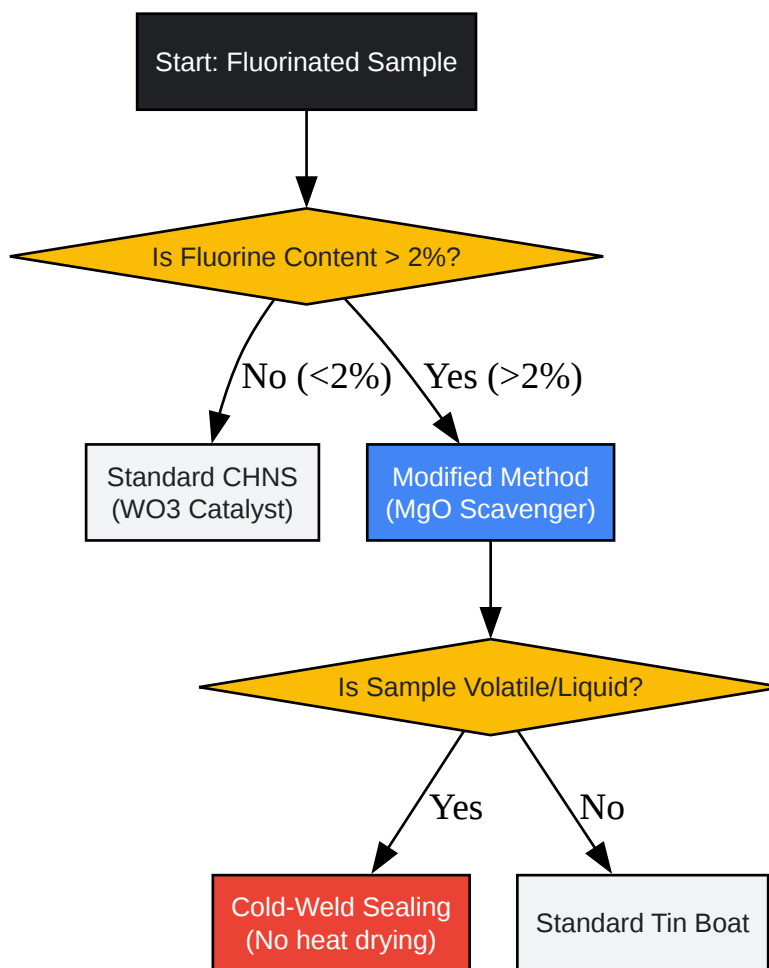 Start: Fluorinated Sample
Is Fluorine Content > 2%?
No (<2%)
Yes (>2%)
Standard CHNS
(WO3 Catalyst)
Modified Method
(MgO Scavenger)
Is Sample Volatile/Liquid?
Yes
No
Cold-Weld Sealing
(No heat drying)
Standard Tin Boat